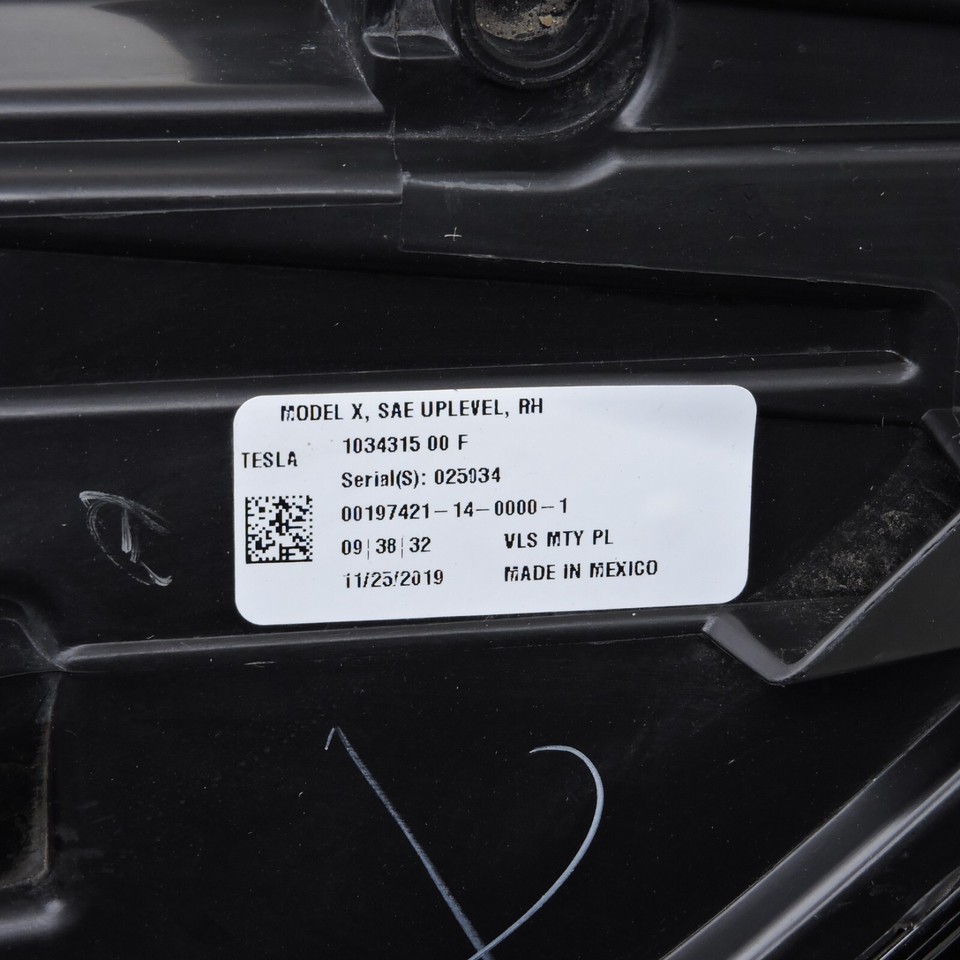 MODEL X, SAE UPLEVEL, RH
1034315 00 F
TESLA
Serial(S): 025934
00197421-14-0000-1
09|38|32 VLS MTY PL
11/25/2019 MADE IN MEXICO